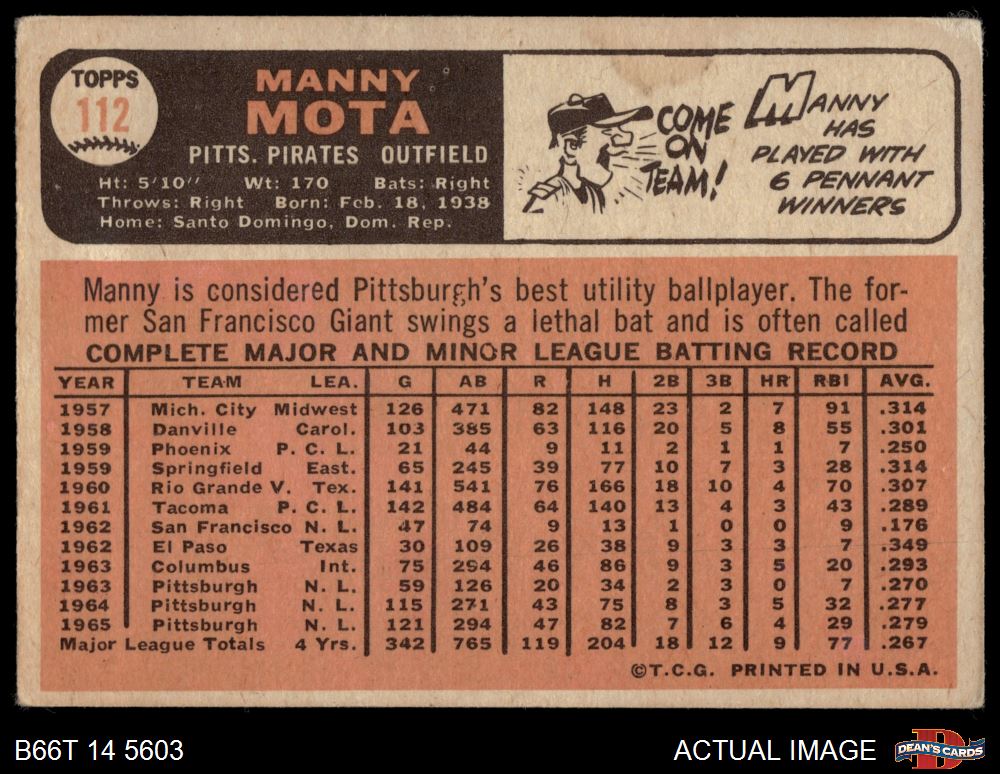 TOPPS
112
MANNY
MOTA
PITTS. PIRATES OUTFIELD
Ht: 5'10" Wt: 170 Bats: Right
Throws: Right Born: Feb. 18, 1938
Home: Santo Domingo, Dom. Rep.
COME
ON
TEAM!
MANNY
HAS
PLAYED WITH
6 PENNANT
WINNERS
Manny is considered Pittsburgh's best utility ballplayer. The for-
mer San Francisco Giant swings a lethal bat and is often called
COMPLETE MAJOR AND MINOR LEAGUE BATTING RECORD
YEAR TEAM LEA. G AB R H 2B 3B HR RBI AVG.
1957 Mich. City Midwest 126 471 82 148 23 2 7 91 .314
1958 Danville Carol. 103 385 63 116 20 5 8 55 .301
1959 Phoenix P. C. L. 21 44 9 11 2 1 1 7 .250
1959 Springfield East. 65 245 39 77 10 7 3 28 .314
1960 Rio Grande V. Tex. 141 541 76 166 18 10 4 70 .307
1961 Tacoma P. C. L. 142 484 64 140 13 4 3 43 .289
1962 San Francisco N. L. 47 74 9 13 1 0 0 9 .176
1962 El Paso Texas 30 109 26 38 9 3 3 7 .349
1963 Columbus Int. 75 294 46 86 9 3 5 20 .293
1963 Pittsburgh N. L. 59 126 20 34 2 3 0 7 .270
1964 Pittsburgh N. L. 115 271 43 75 8 3 5 32 .277
1965 Pittsburgh N. L. 121 294 47 82 7 6 4 29 .279
Major League Totals 4 Yrs. 342 765 119 204 18 12 9 77 .267
©T.C.G. PRINTED IN U.S.A.
B66T 14 5603
ACTUAL IMAGE
DEAN'S CARDS